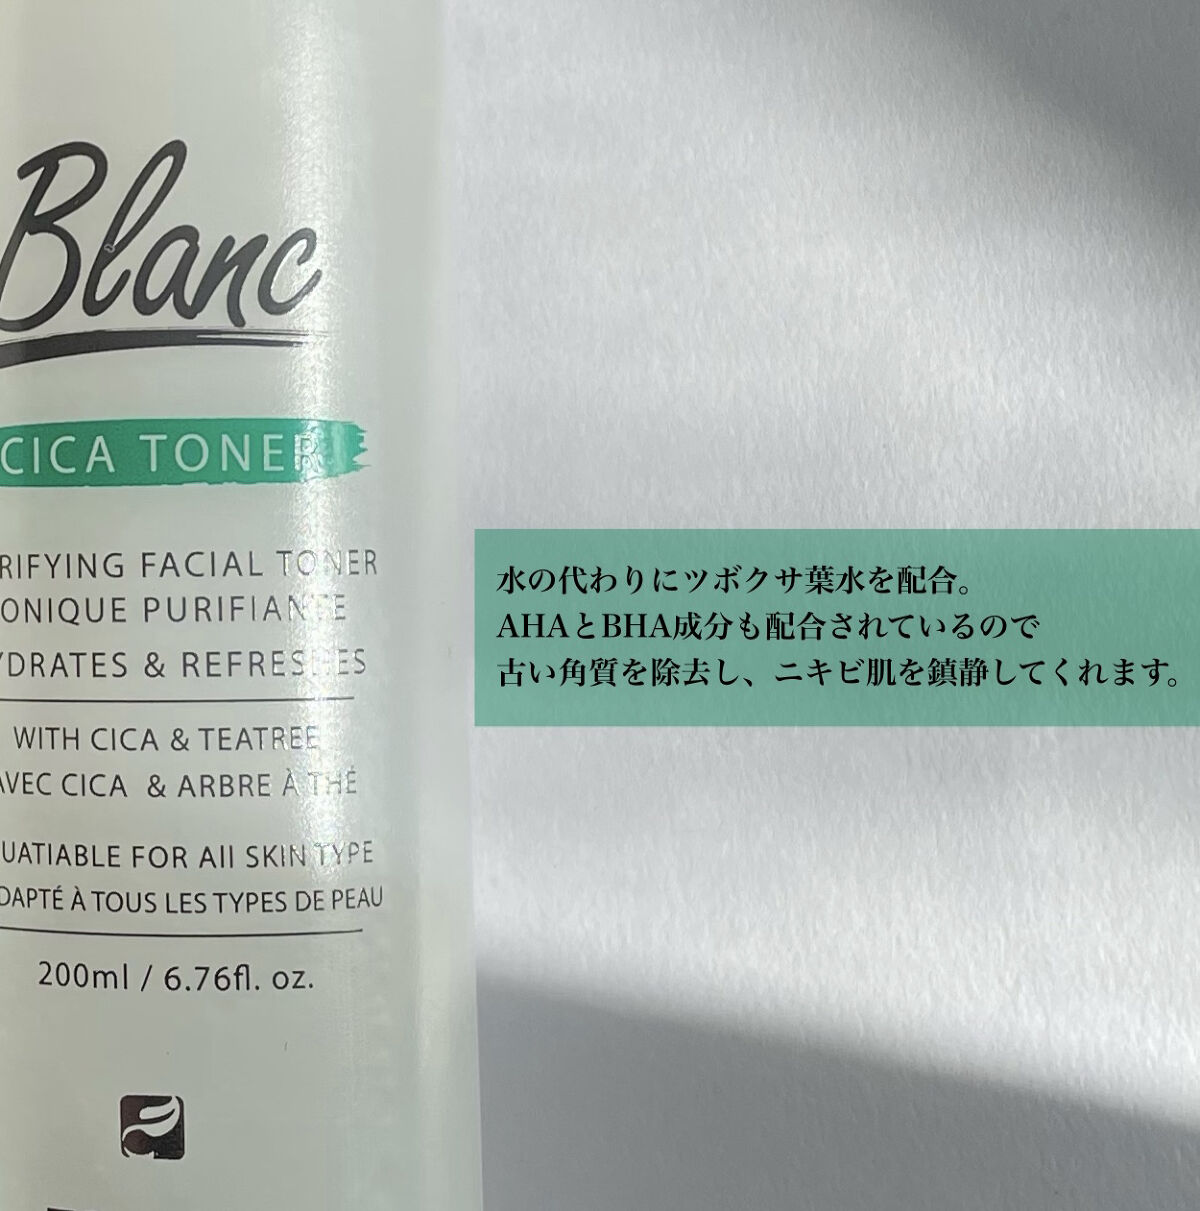 Blanc
CICA TONER
RIFYING FACIAL TONER
ONIQUE PURIFIANTE
YDRATES & REFRESHES
WITH CICA & TEATREE
AVEC CICA & ARBRE À THÉ
UATIABLE FOR All SKIN TYPE
DAPTÉ À TOUS LES TYPES DE PEAU
200ml / 6.76fl. oz.
水の代わりにツボクサ葉水を配合。
AHAとBHA成分も配合されているので
古い角質を除去し、ニキビ肌を鎮静してくれます。